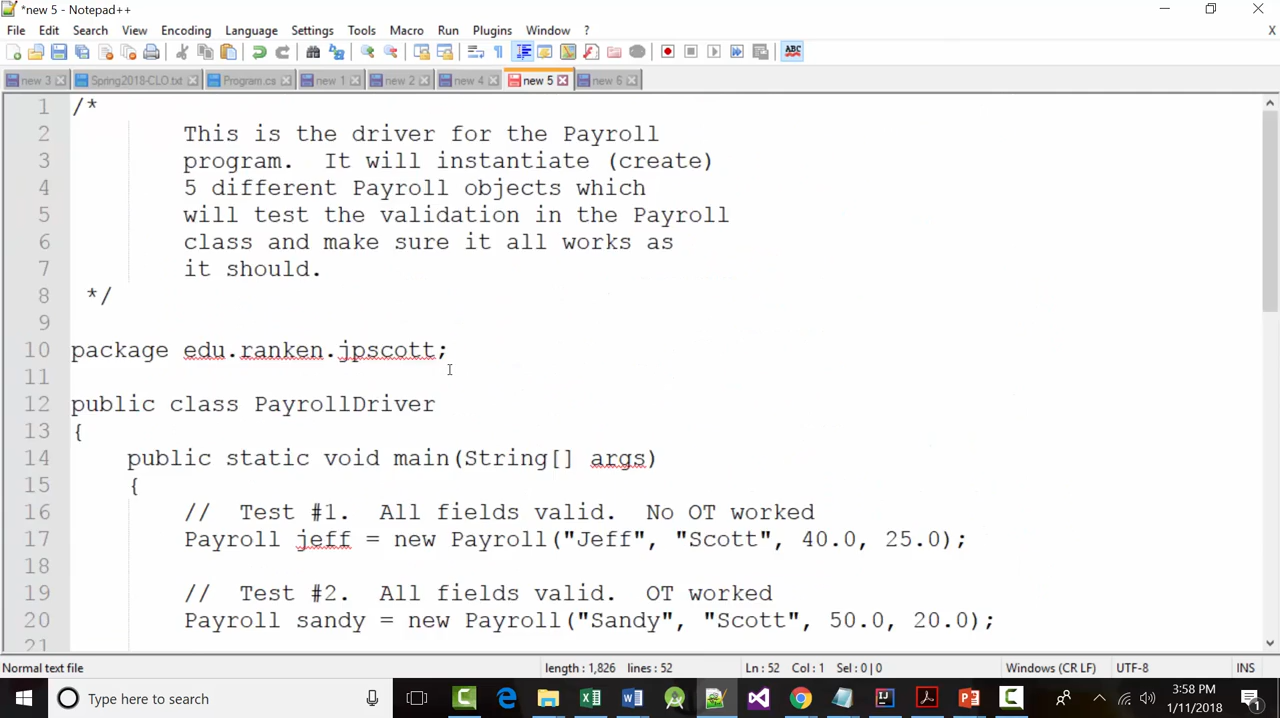 *new 5 - Notepad++
File Edit Search View Encoding Language Settings Tools Macro Run Plugins Window ? X
ABC
new 3 Spring2018-CLO.txt Program.cs new 1 new 2 new 4 new 5 new 6
1 /*
2 This is the driver for the Payroll
3 program.  It will instantiate (create)
4 5 different Payroll objects which
5 will test the validation in the Payroll
6 class and make sure it all works as
7 it should.
8 */
9
10 package edu.ranken.jpscott;
11
12 public class PayrollDriver
13 {
14 public static void main(String[] args)
15 {
16 //  Test #1.  All fields valid.  No OT worked
17 Payroll jeff = new Payroll("Jeff", "Scott", 40.0, 25.0);
18
19 //  Test #2.  All fields valid.  OT worked
20 Payroll sandy = new Payroll("Sandy", "Scott", 50.0, 20.0);
21
Normal text file length : 1,826 lines : 52 Ln : 52 Col : 1 Sel : 0 | 0 Windows (CR LF) UTF-8 INS
Type here to search 3:58 PM
1/11/2018